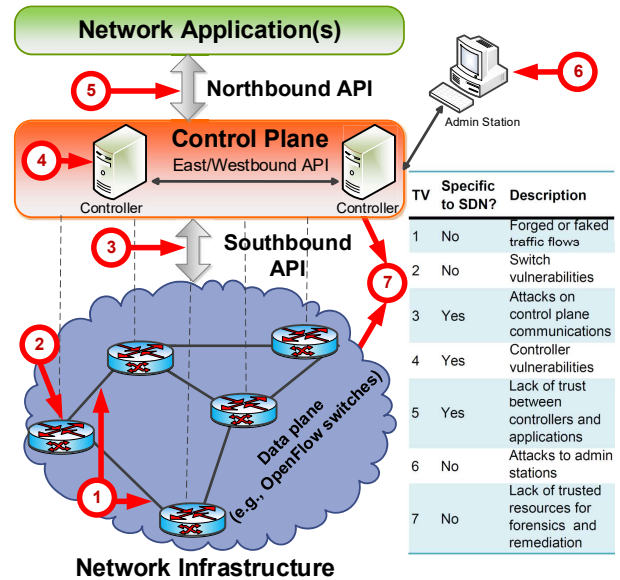 Network Application(s)
5
Northbound API
6
Admin Station
Control Plane
4
East/Westbound API
Controller
Controller
3
Southbound
API
7
2
1
Data plane
(e.g., OpenFlow switches)
Network Infrastructure
TV Specific to SDN? Description
1 No Forged or faked
traffic flows
2 No Switch
vulnerabilities
3 Yes Attacks on
control plane
communications
4 Yes Controller
vulnerabilities
5 Yes Lack of trust
between
controllers and
applications
6 No Attacks to admin
stations
7 No Lack of trusted
resources for
forensics and
remediation